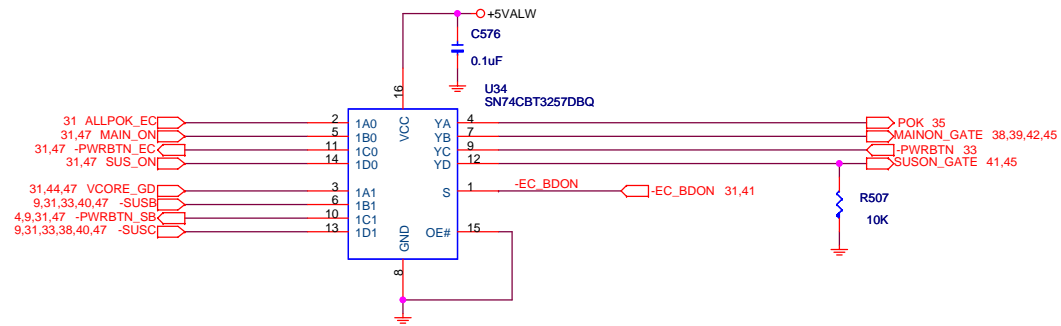 +5VALW
C576
0.1uF
U34
SN74CBT3257DBQ
16
VCC
31 ALLPOK_EC 2 1A0 YA 4 POK 35
31,47 MAIN_ON 5 1B0 YB 7 MAINON_GATE 38,39,42,45
31,47 -PWRBTN_EC 11 1C0 YC 9 -PWRBTN 33
31,47 SUS_ON 14 1D0 YD 12 SUSON_GATE 41,45
31,44,47 VCORE_GD 3 1A1 S 1 -EC_BDON -EC_BDON 31,41
9,31,33,40,47 -SUSB 6 1B1
R507
4,9,31,47 -PWRBTN_SB 10 1C1
10K
9,31,33,38,40,47 -SUSC 13 1D1 OE# 15
GND
8